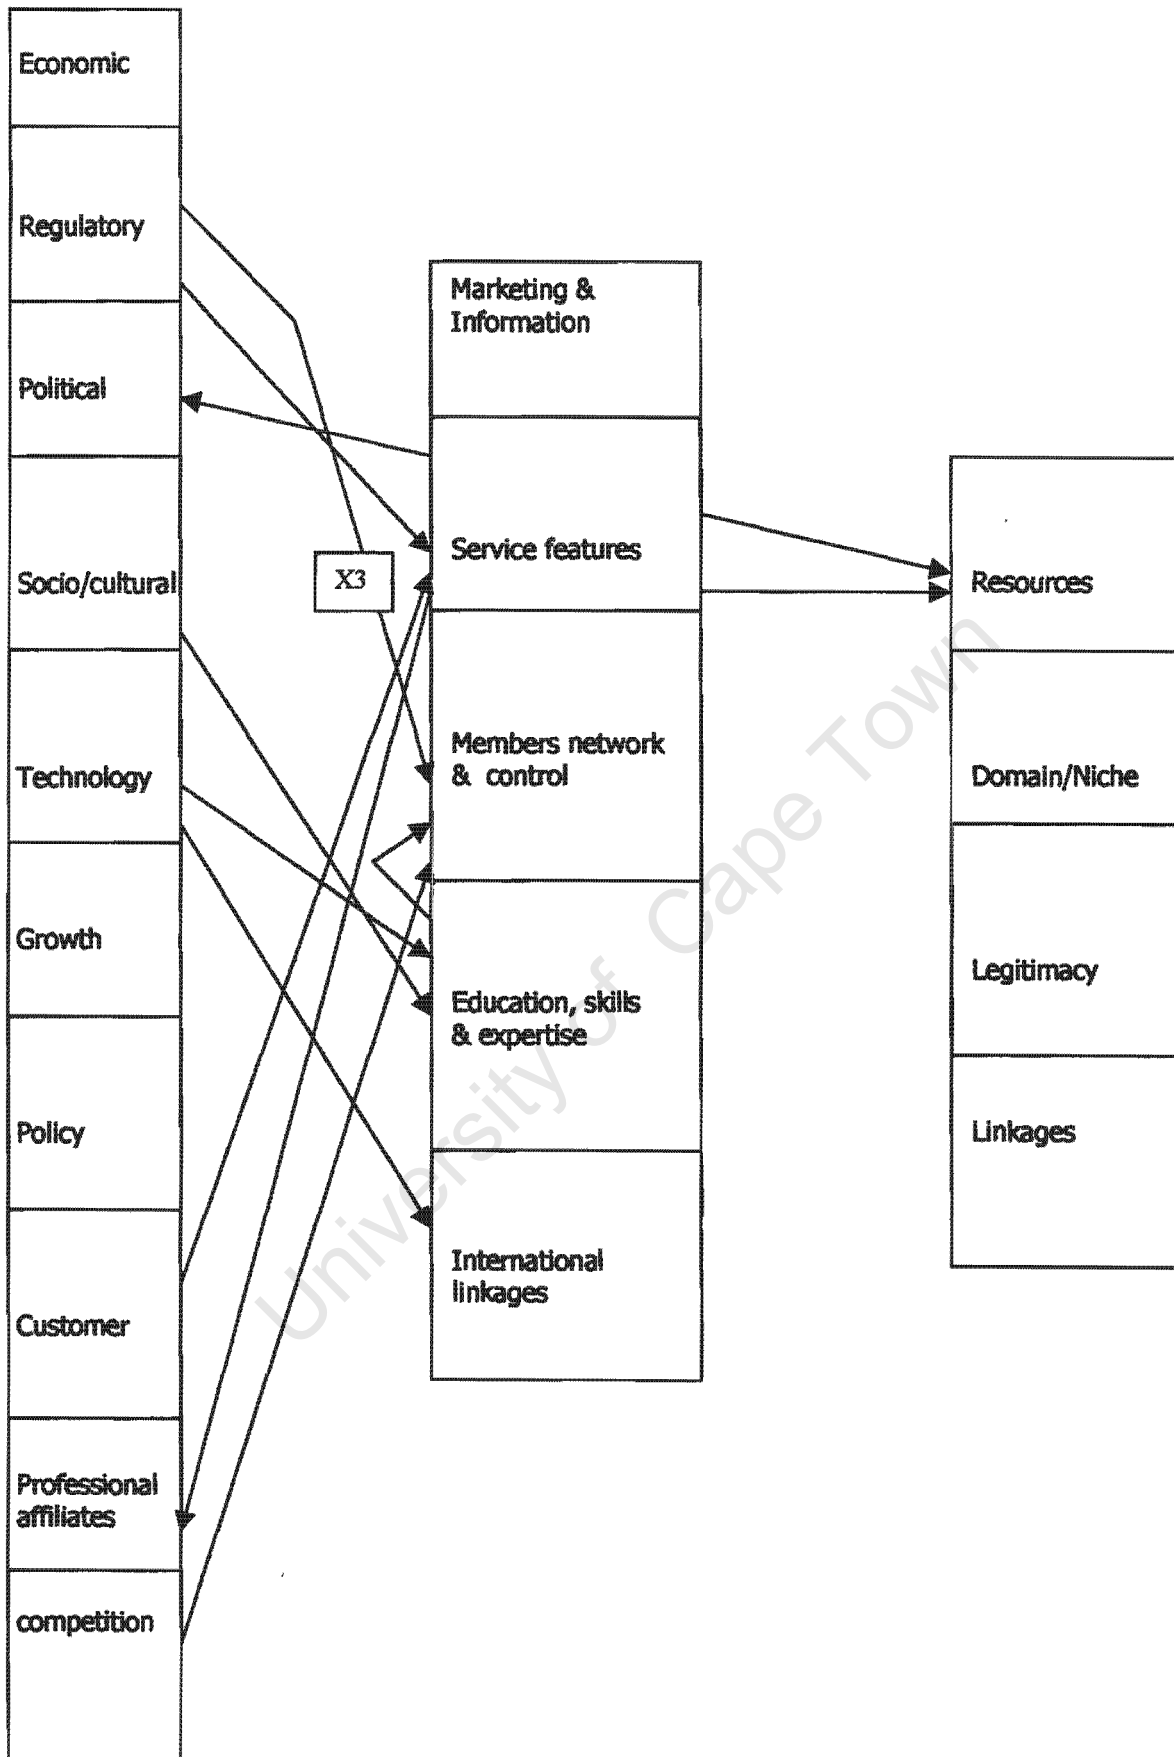 Economic
Regulatory
Political
Socio/cultural
Technology
Growth
Policy
Customer
Professional
affiliates
competition
X3
Marketing &
Information
Service features
Members network
& control
Education, skills
& expertise
International
linkages
Resources
Domain/Niche
Legitimacy
Linkages
University of Cape Town